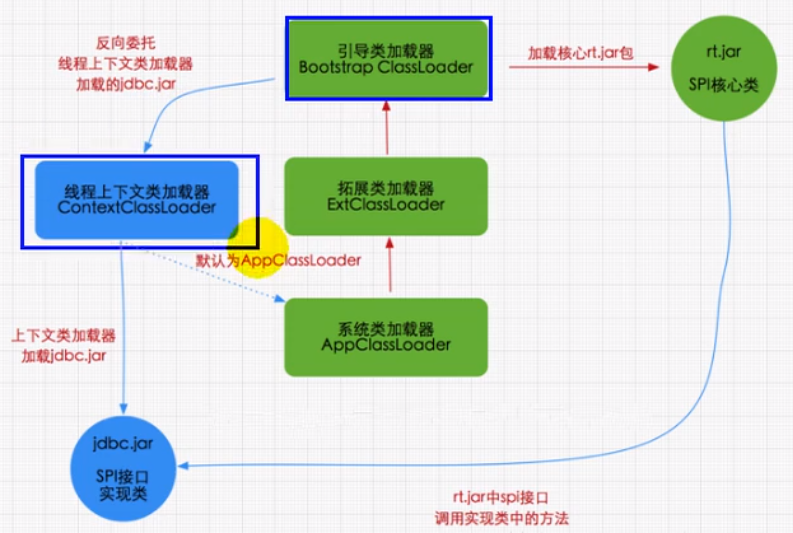 反向委托
线程上下文类加载器
加载的jdbc.jar
引导类加载器
Bootstrap ClassLoader
加载核心rt.jar包
rt.jar
SPI核心类
线程上下文类加载器
ContextClassLoader
拓展类加载器
ExtClassLoader
默认为AppClassLoader
系统类加载器
AppClassLoader
上下文类加载器
加载jdbc.jar
jdbc.jar
SPI接口
实现类
rt.jar中spi接口
调用实现类中的方法